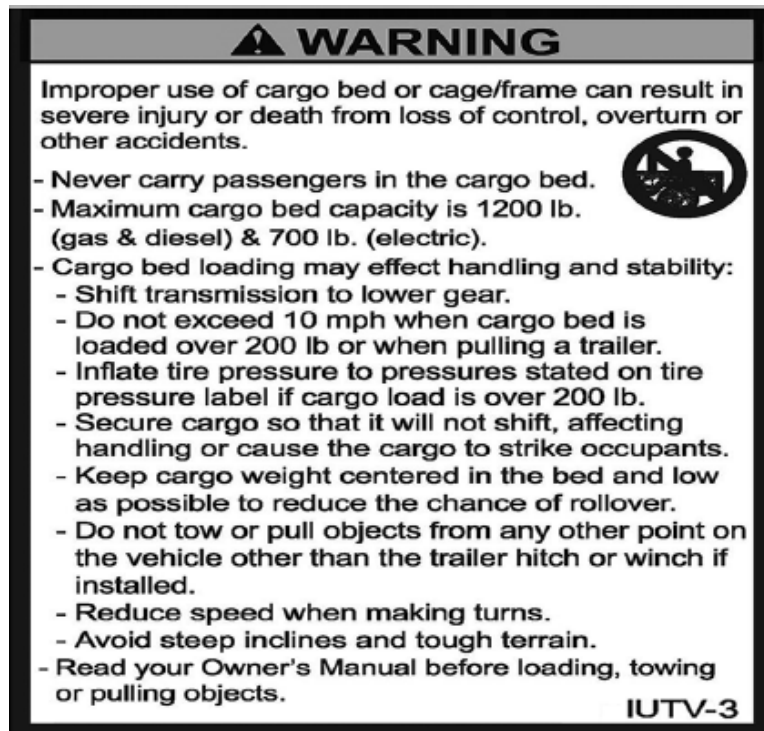 WARNING
Improper use of cargo bed or cage/frame can result in
severe injury or death from loss of control, overturn or
other accidents.
- Never carry passengers in the cargo bed.
- Maximum cargo bed capacity is 1200 lb.
(gas & diesel) & 700 lb. (electric).
- Cargo bed loading may effect handling and stability:
- Shift transmission to lower gear.
- Do not exceed 10 mph when cargo bed is
loaded over 200 lb or when pulling a trailer.
- Inflate tire pressure to pressures stated on tire
pressure label if cargo load is over 200 lb.
- Secure cargo so that it will not shift, affecting
handling or cause the cargo to strike occupants.
- Keep cargo weight centered in the bed and low
as possible to reduce the chance of rollover.
- Do not tow or pull objects from any other point on
the vehicle other than the trailer hitch or winch if
installed.
- Reduce speed when making turns.
- Avoid steep inclines and tough terrain.
- Read your Owner's Manual before loading, towing
or pulling objects.
IUTV-3